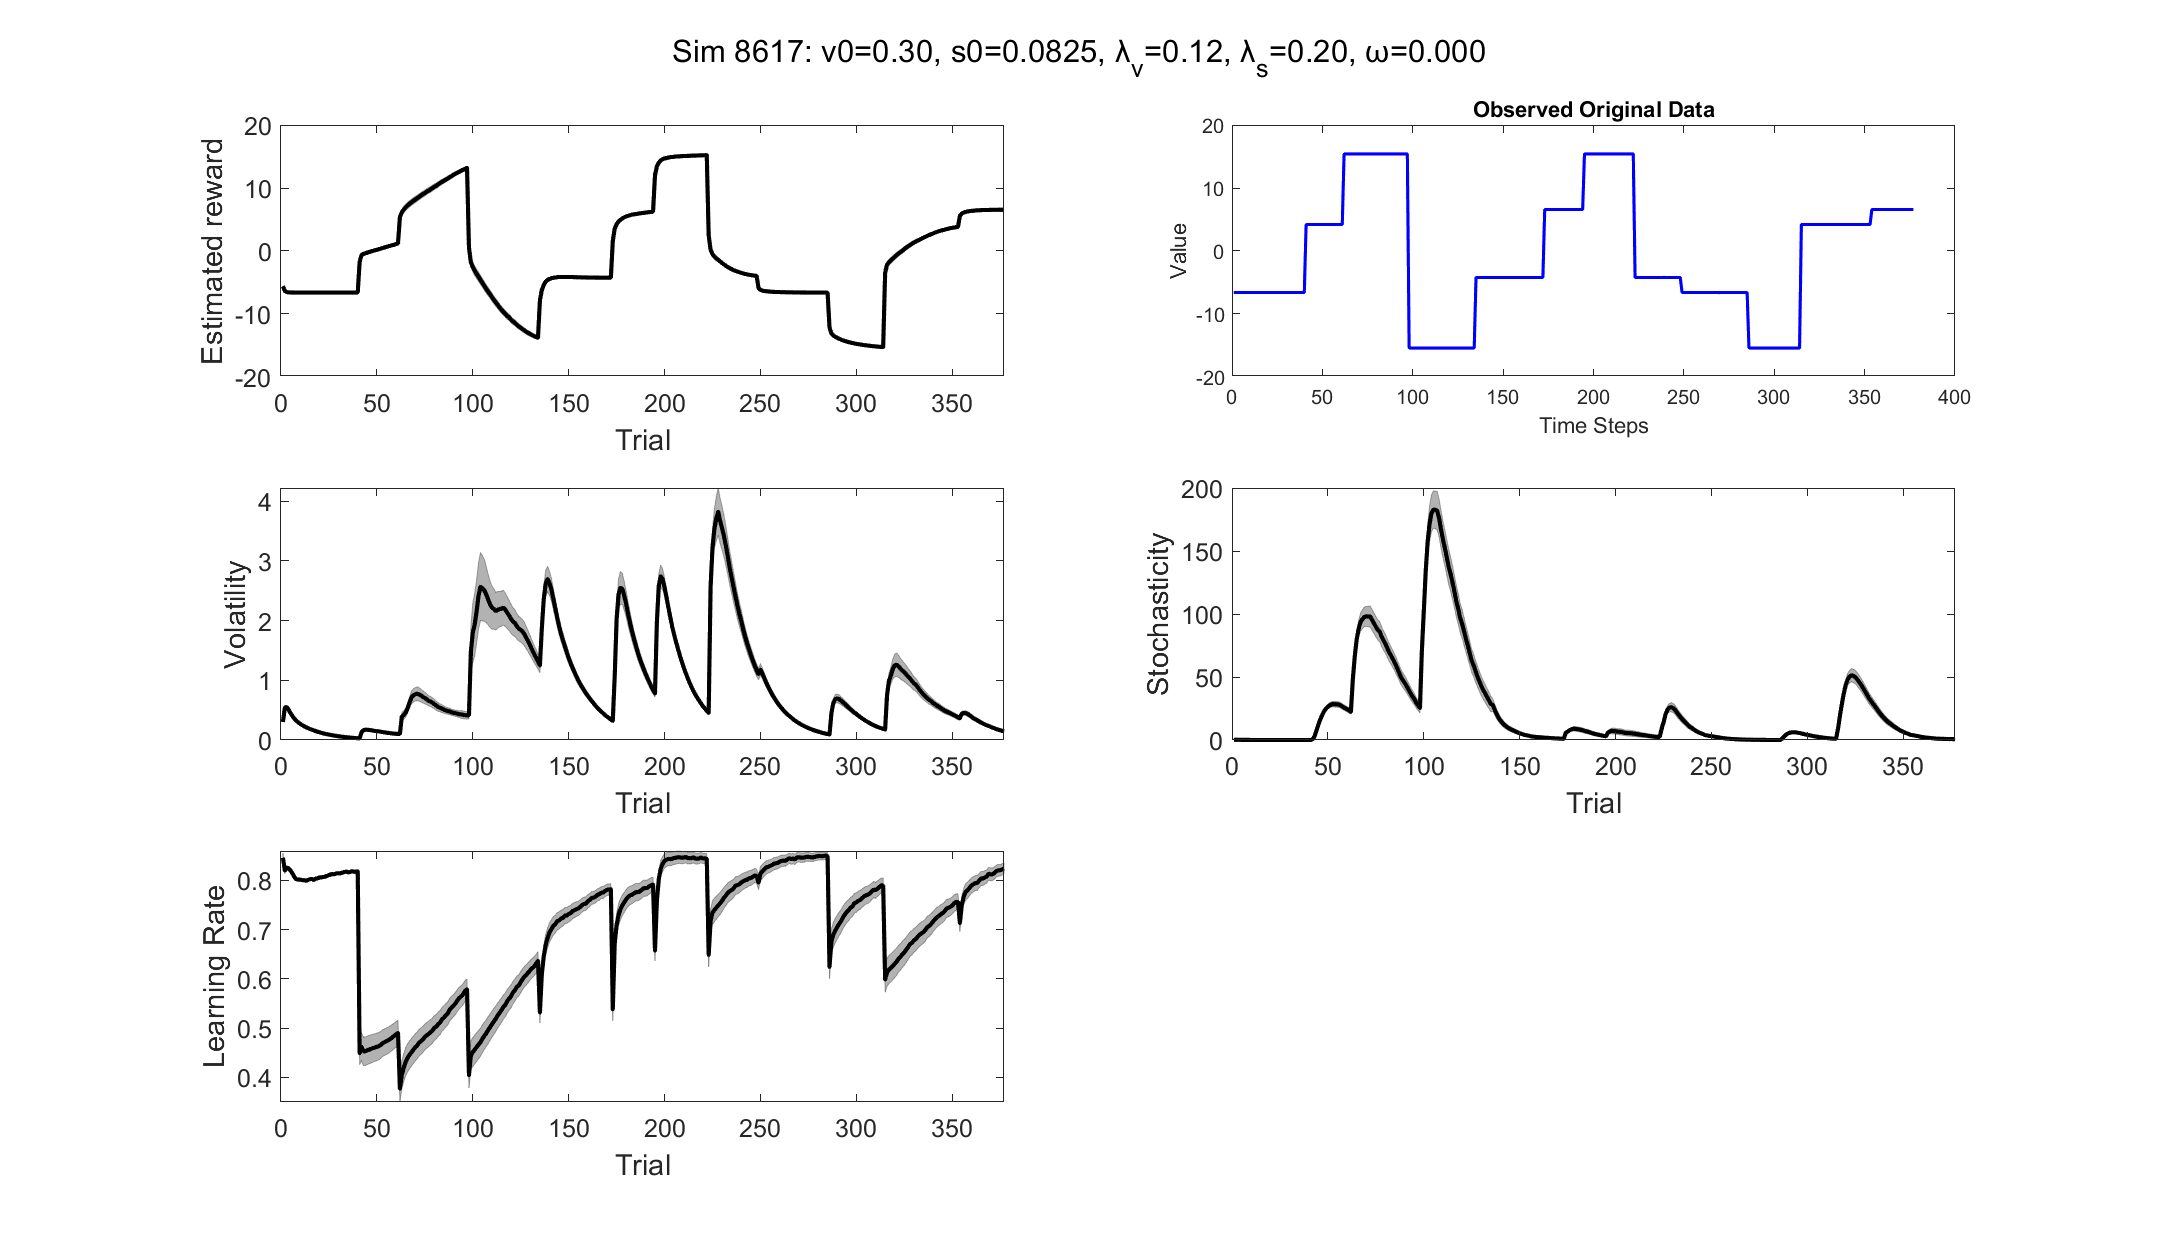 Sim 8617: v0=0.30, s0=0.0825, λ_v=0.12, λ_s=0.20, ω=0.000
20
10
0
-10
-20
Estimated reward
0 50 100 150 200 250 300 350
Trial
Observed Original Data
20
10
0
-10
-20
Value
0 50 100 150 200 250 300 350 400
Time Steps
4
3
2
1
0
Volatility
0 50 100 150 200 250 300 350
Trial
200
150
100
50
0
Stochasticity
0 50 100 150 200 250 300 350
Trial
0.8
0.7
0.6
0.5
0.4
Learning Rate
0 50 100 150 200 250 300 350
Trial